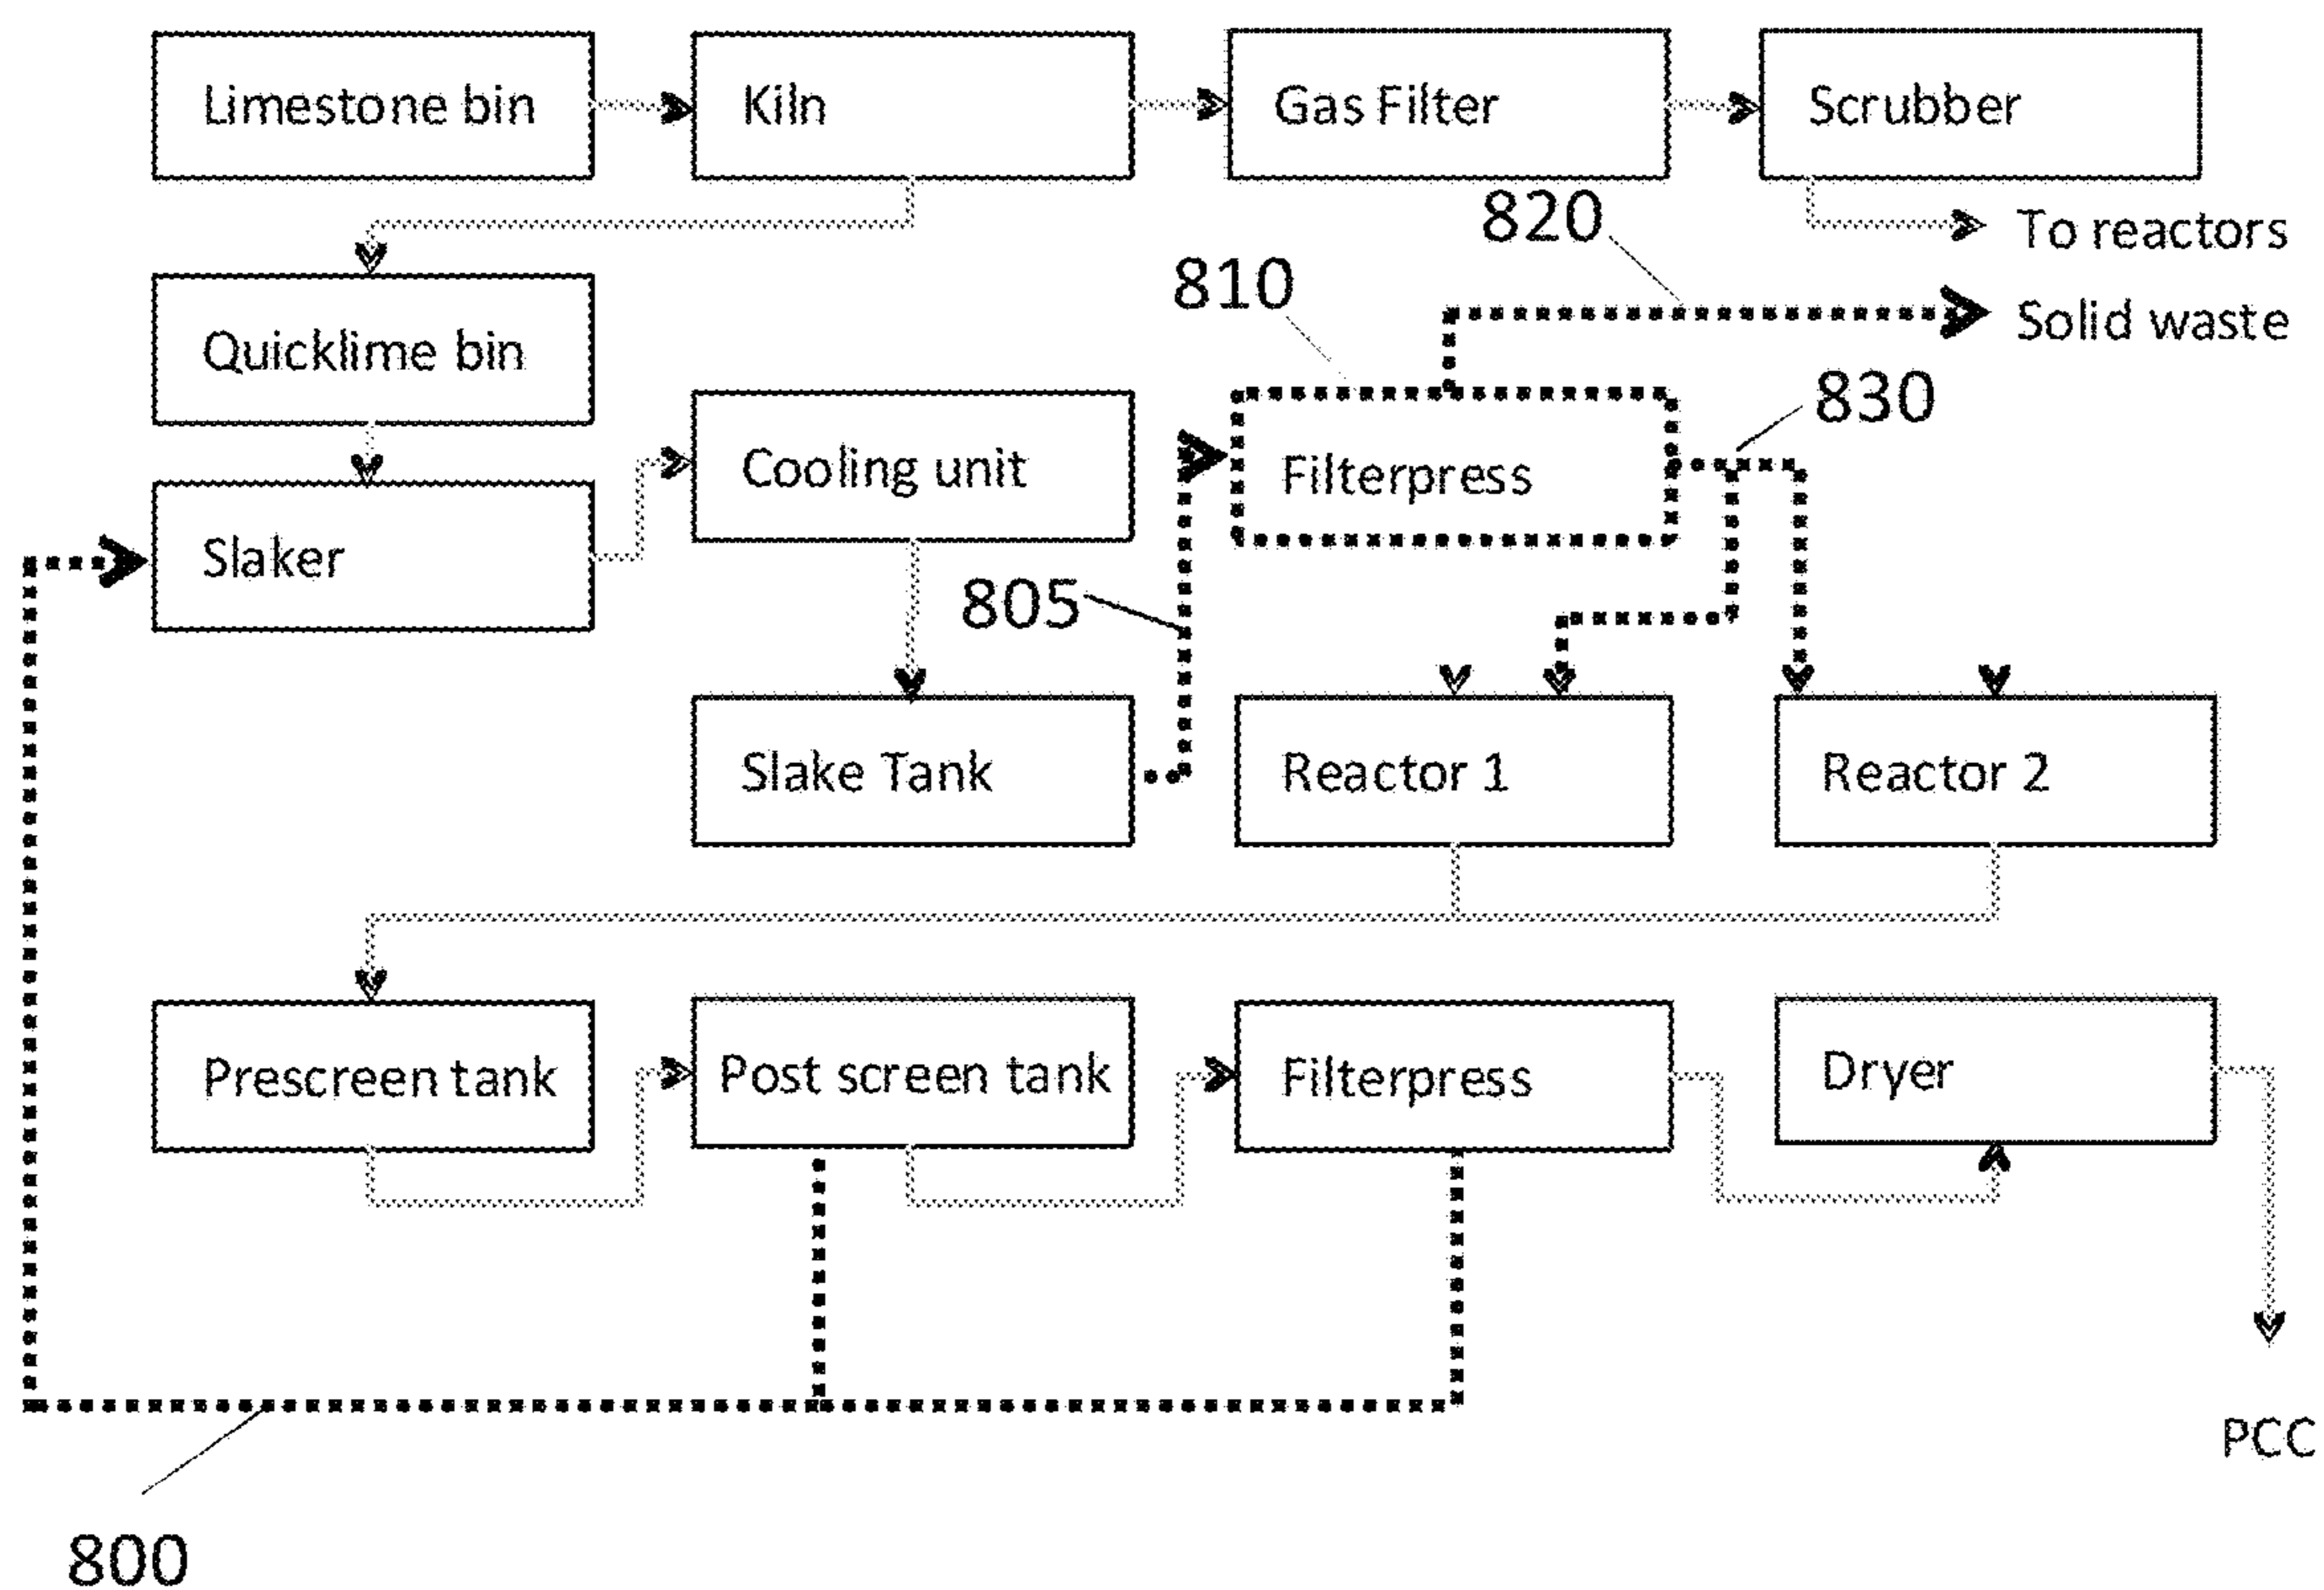 Limestone bin
Kiln
Gas Filter
Scrubber
820
To reactors
810
Solid waste
Quicklime bin
830
Cooling unit
Filterpress
Slaker
805
Slake Tank
Reactor 1
Reactor 2
Prescreen tank
Post screen tank
Filterpress
Dryer
PCC
800